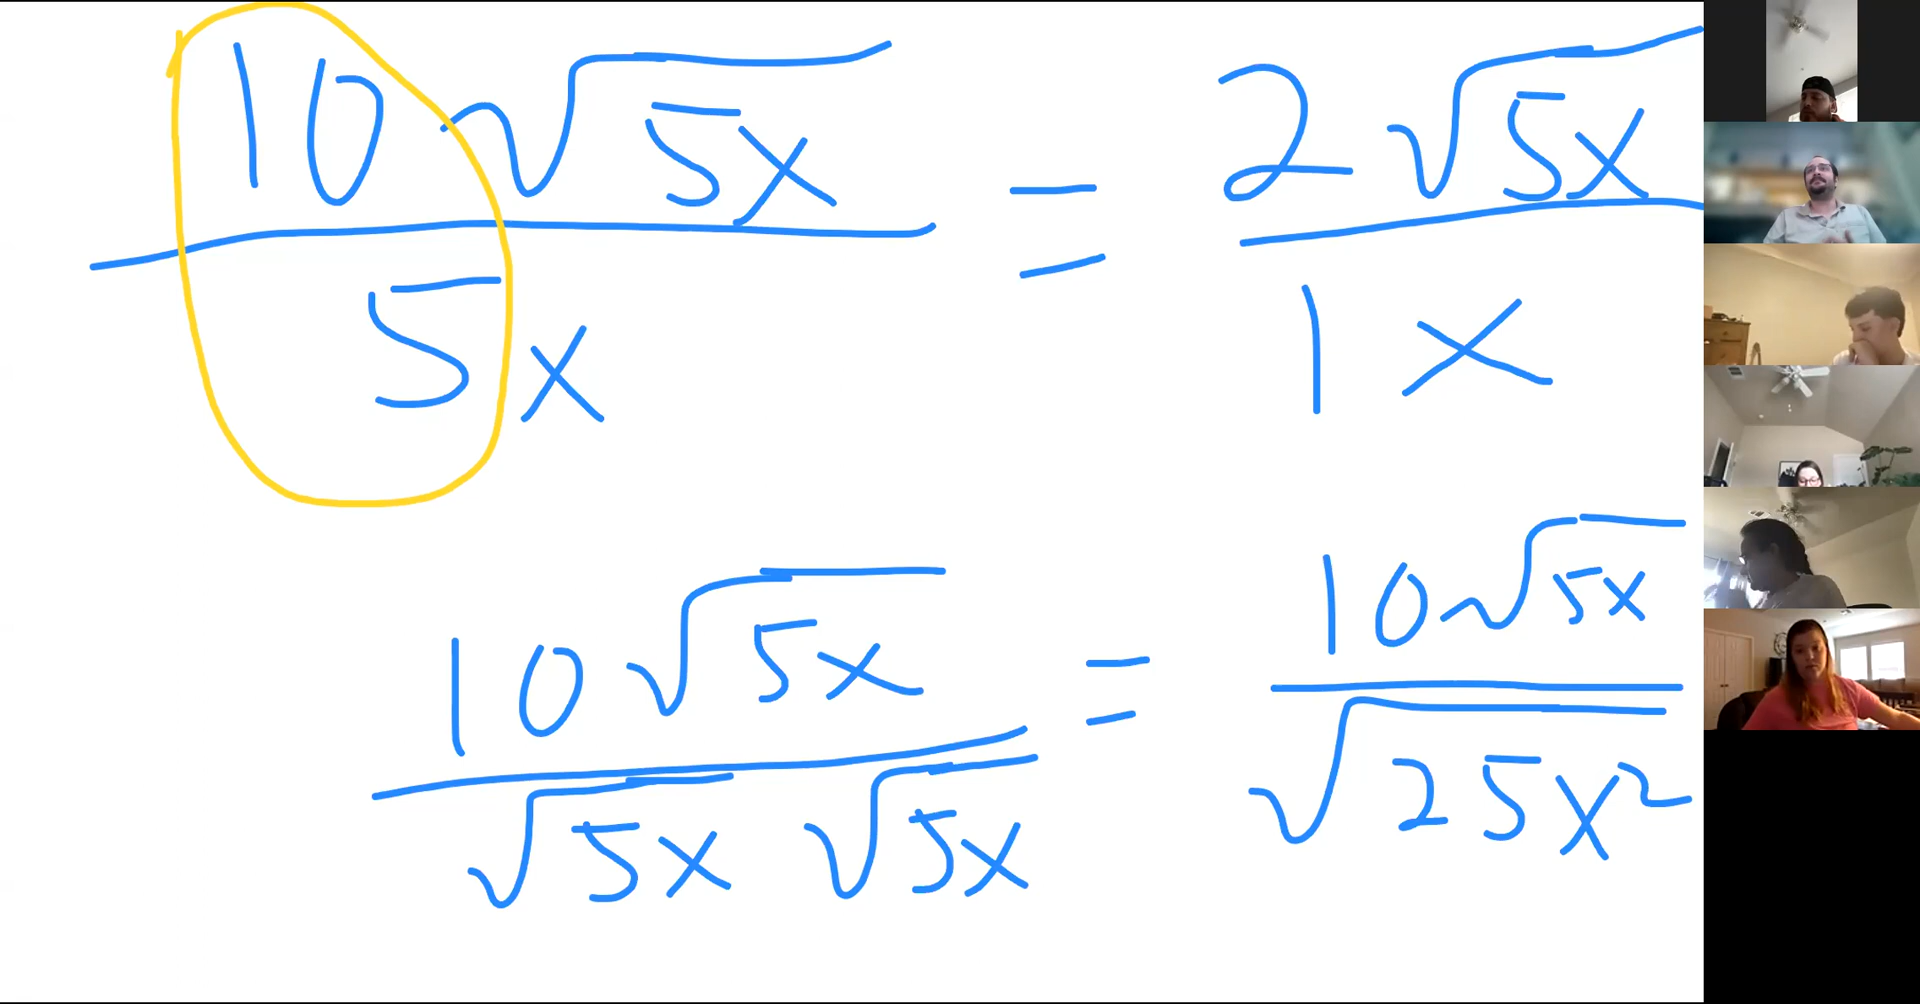 10√5x / 5x = 2√5x / 1x
10√5x / √5x √5x = 10√5x / √25x²